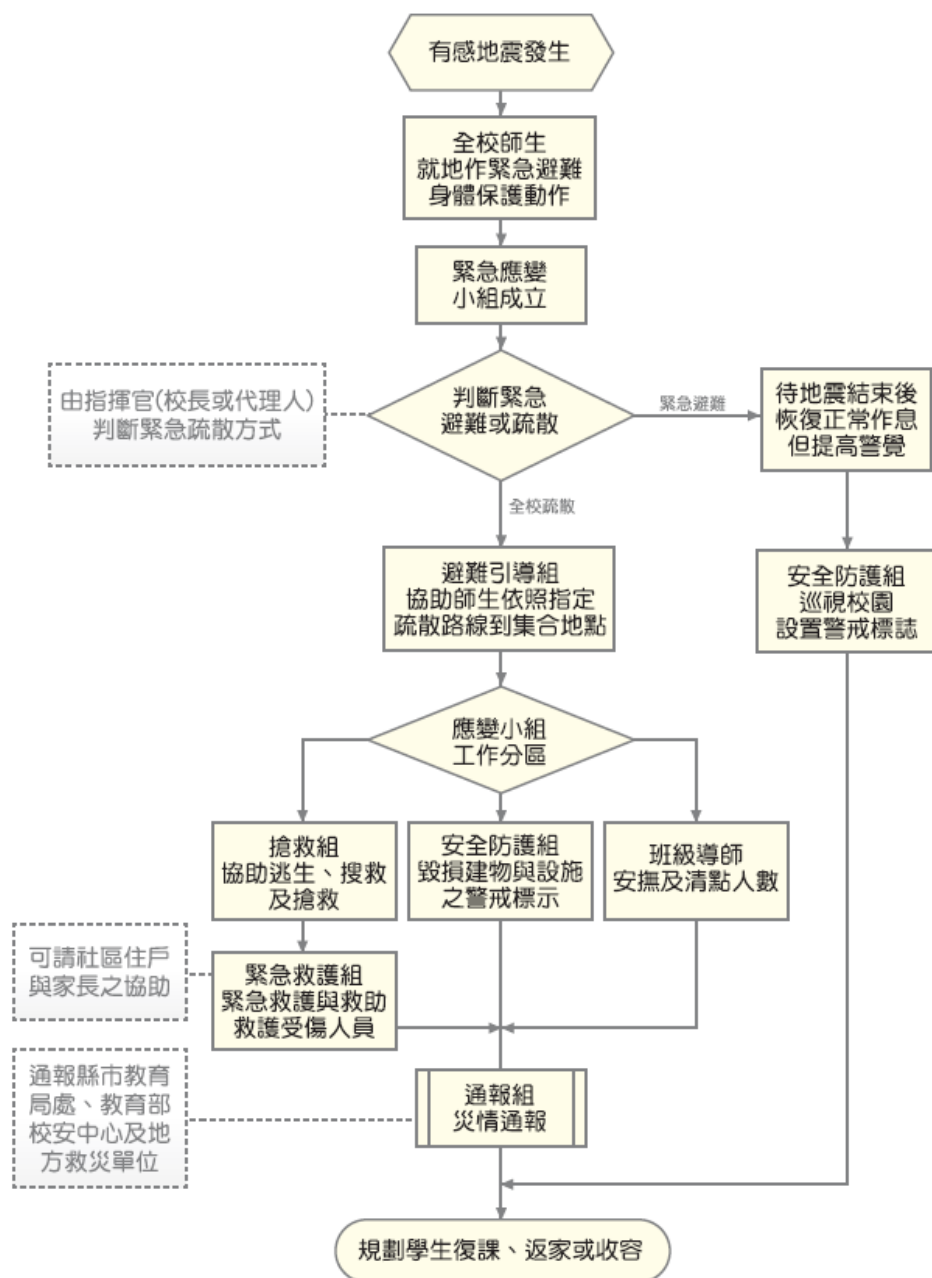 有感地震發生
全校師生
就地作緊急避難
身體保護動作
緊急應變
小組成立
由指揮官(校長或代理人)
判斷緊急疏散方式
判斷緊急
避難或疏散
緊急避難
待地震結束後
恢復正常作息
但提高警覺
全校疏散
避難引導組
協助師生依照指定
疏散路線到集合地點
安全防護組
巡視校園
設置警戒標誌
應變小組
工作分區
搶救組
協助逃生、搜救
及搶救
安全防護組
毀損建物與設施
之警戒標示
班級導師
安撫及清點人數
可請社區住戶
與家長之協助
緊急救護組
緊急救護與救助
救護受傷人員
通報縣市教育
局處、教育部
校安中心及地
方救災單位
通報組
災情通報
規劃學生復課、返家或收容